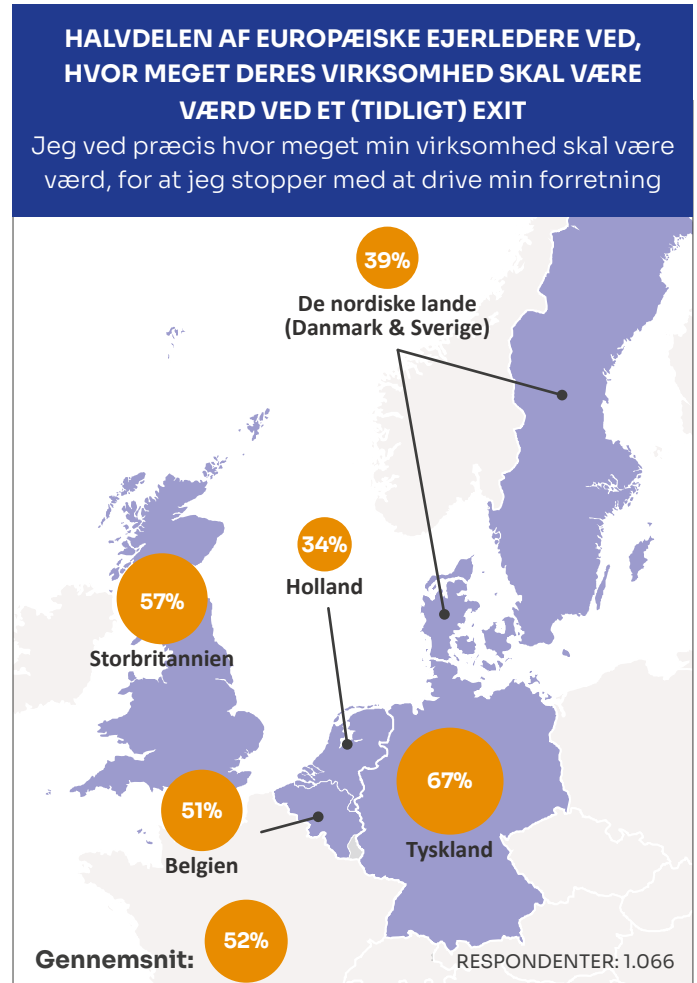 HALVDELEN AF EUROPÆISKE EJERLEDERE VED,
HVOR MEGET DERES VIRKSOMHED SKAL VÆRE
VÆRD VED ET (TIDLIGT) EXIT
Jeg ved præcis hvor meget min virksomhed skal være
værd, for at jeg stopper med at drive min forretning
39%
De nordiske lande
(Danmark & Sverige)
34%
Holland
57%
Storbritannien
67%
Tyskland
51%
Belgien
52%
Gennemsnit:
RESPONDENTER: 1.066